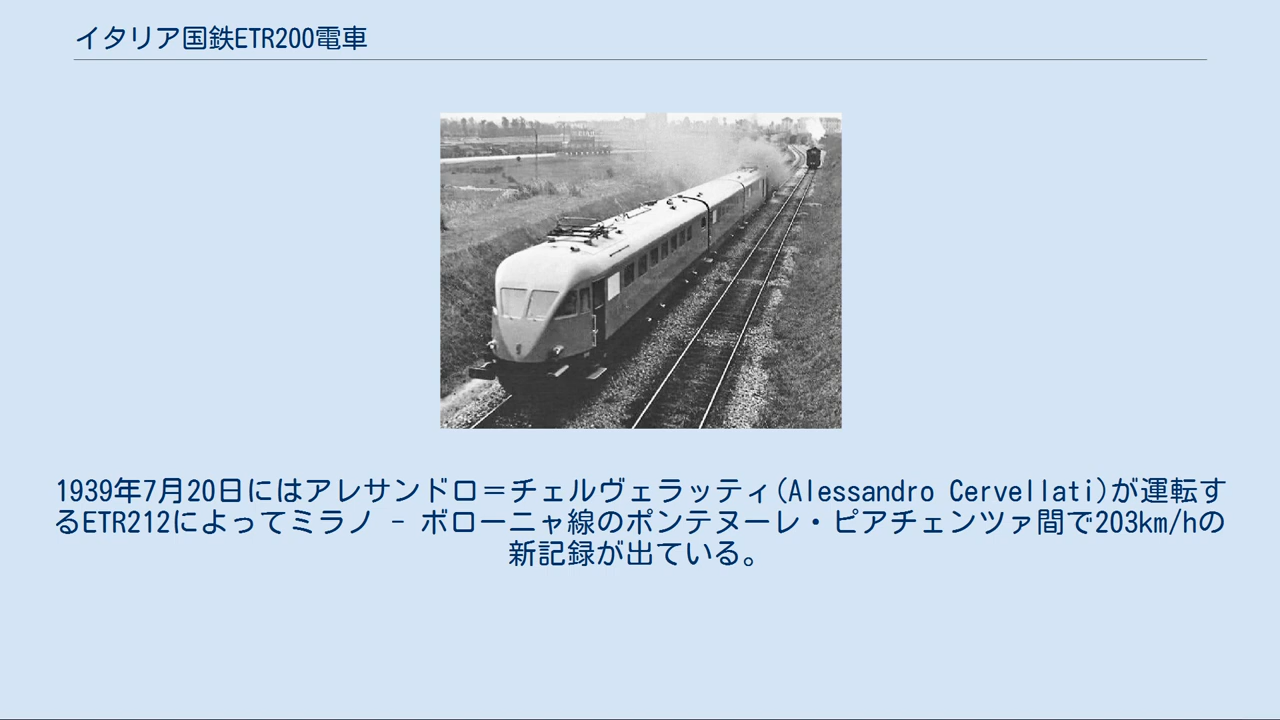 イタリア国鉄ETR200電車
1939年7月20日にはアレサンドロ＝チェルヴェラッティ(Alessandro Cervellati)が運転す
るETR212によってミラノ - ボローニャ線のポンテヌーレ・ピアチェンツァ間で203km/hの
新記録が出ている。